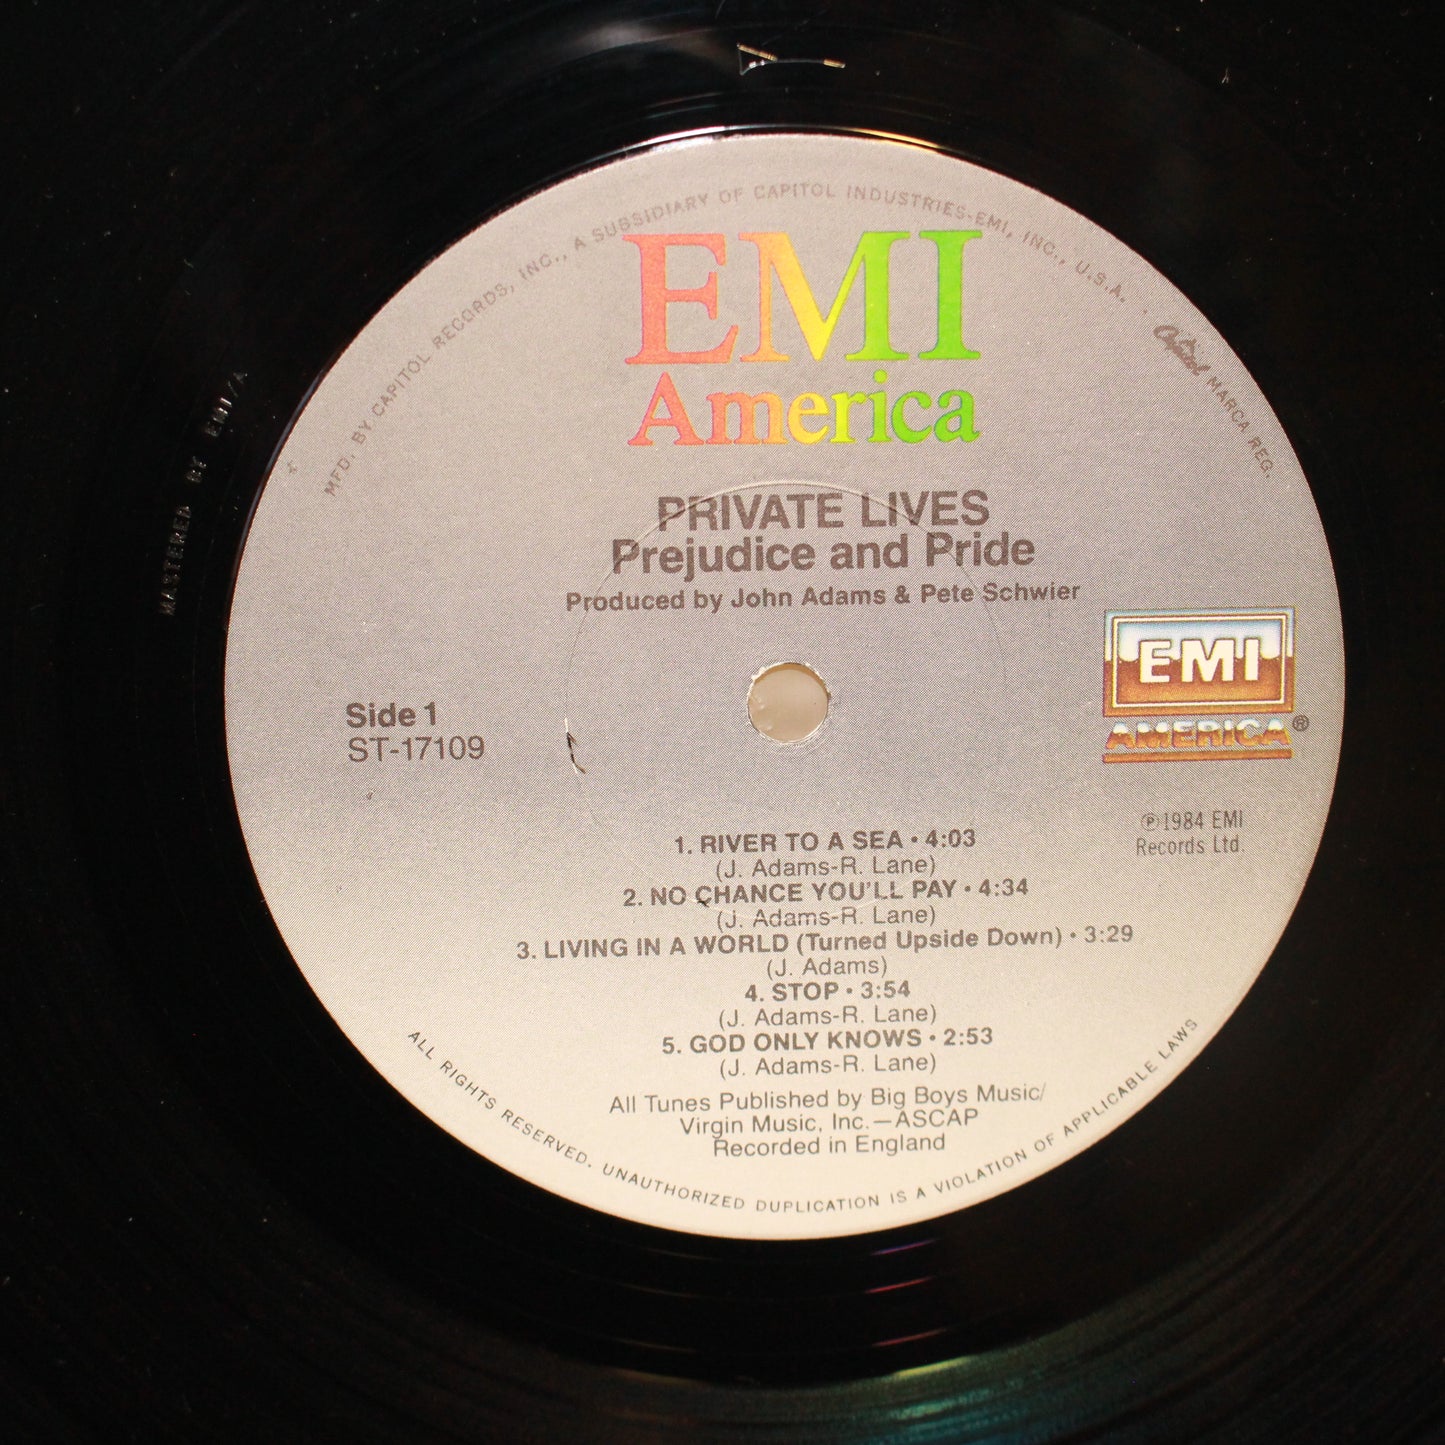 MFD. BY CAPITOL RECORDS, INC., A SUBSIDIARY OF CAPITOL INDUSTRIES-EMI, INC., U.S.A. Capitol MARCA REG.
EMI
America
MASTERED BY EMI/A
PRIVATE LIVES
Prejudice and Pride
Produced by John Adams & Pete Schwier
EMI
AMERICA®
Side 1
ST-17109
℗1984 EMI
Records Ltd.
1. RIVER TO A SEA • 4:03
(J. Adams-R. Lane)
2. NO CHANCE YOU'LL PAY • 4:34
(J. Adams-R. Lane)
3. LIVING IN A WORLD (Turned Upside Down) • 3:29
(J. Adams)
4. STOP • 3:54
(J. Adams-R. Lane)
5. GOD ONLY KNOWS • 2:53
(J. Adams-R. Lane)
All Tunes Published by Big Boys Music/
Virgin Music, Inc.—ASCAP
Recorded in England
ALL RIGHTS RESERVED. UNAUTHORIZED DUPLICATION IS A VIOLATION OF APPLICABLE LAWS